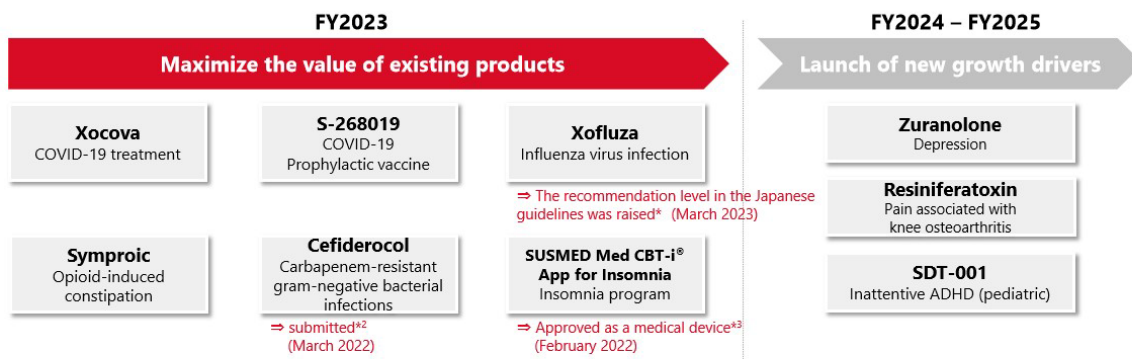 FY2023
FY2024 – FY2025
Maximize the value of existing products
Launch of new growth drivers
Xocova
COVID-19 treatment
S-268019
COVID-19
Prophylactic vaccine
Xofluza
Influenza virus infection
⇒ The recommendation level in the Japanese
guidelines was raised* (March 2023)
Symproic
Opioid-induced
constipation
Cefiderocol
Carbapenem-resistant
gram-negative bacterial
infections
⇒ submitted*2
(March 2022)
SUSMED Med CBT-i®
App for Insomnia
Insomnia program
⇒ Approved as a medical device*3
(February 2022)
Zuranolone
Depression
Resiniferatoxin
Pain associated with
knee osteoarthritis
SDT-001
Inattentive ADHD (pediatric)